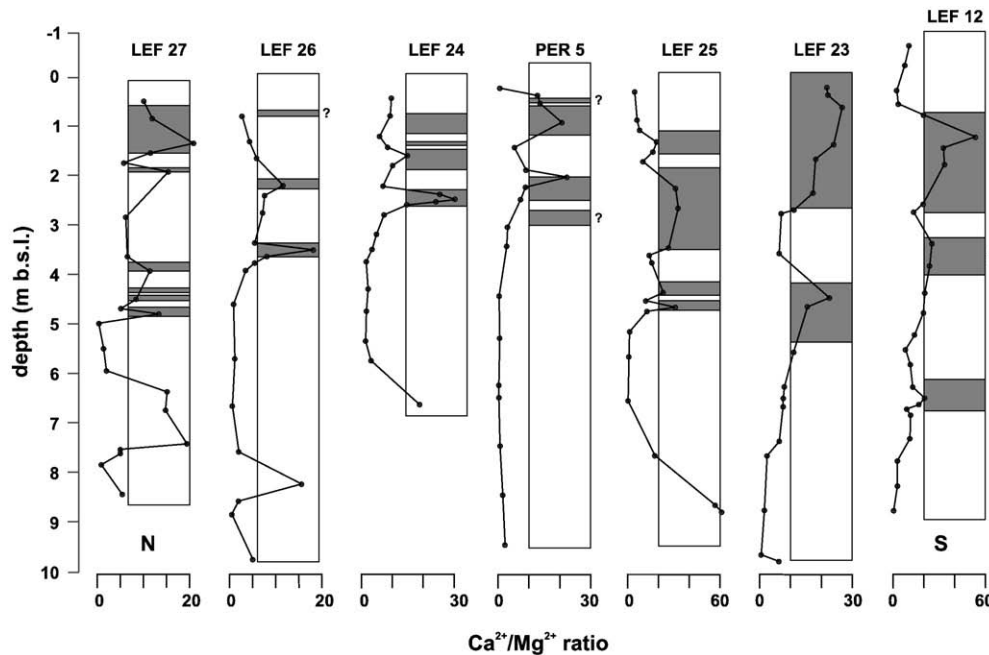 LEF 12
LEF 27 LEF 26 LEF 24 PER 5 LEF 25 LEF 23
-1
0
1
2
3
4
5
6
7
8
9
10
depth (m b.s.l.)
?
?
?
N
S
0 20 0 20 0 30 0 30 0 60 0 30 0 60
Ca²⁺/Mg²⁺ ratio